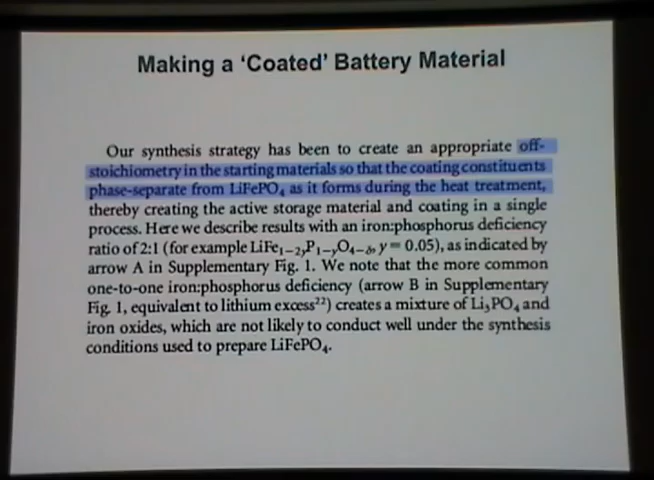 Making a ‘Coated’ Battery Material
Our synthesis strategy has been to create an appropriate off-
stoichiometry in the starting materials so that the coating constituents
phase-separate from LiFePO₄ as it forms during the heat treatment,
thereby creating the active storage material and coating in a single
process. Here we describe results with an iron:phosphorus deficiency
ratio of 2:1 (for example LiFe₁₋₂ᵧP₁₋ᵧO₄₋δ, y = 0.05), as indicated by
arrow A in Supplementary Fig. 1. We note that the more common
one-to-one iron:phosphorus deficiency (arrow B in Supplementary
Fig. 1, equivalent to lithium excess²²) creates a mixture of Li₃PO₄ and
iron oxides, which are not likely to conduct well under the synthesis
conditions used to prepare LiFePO₄.